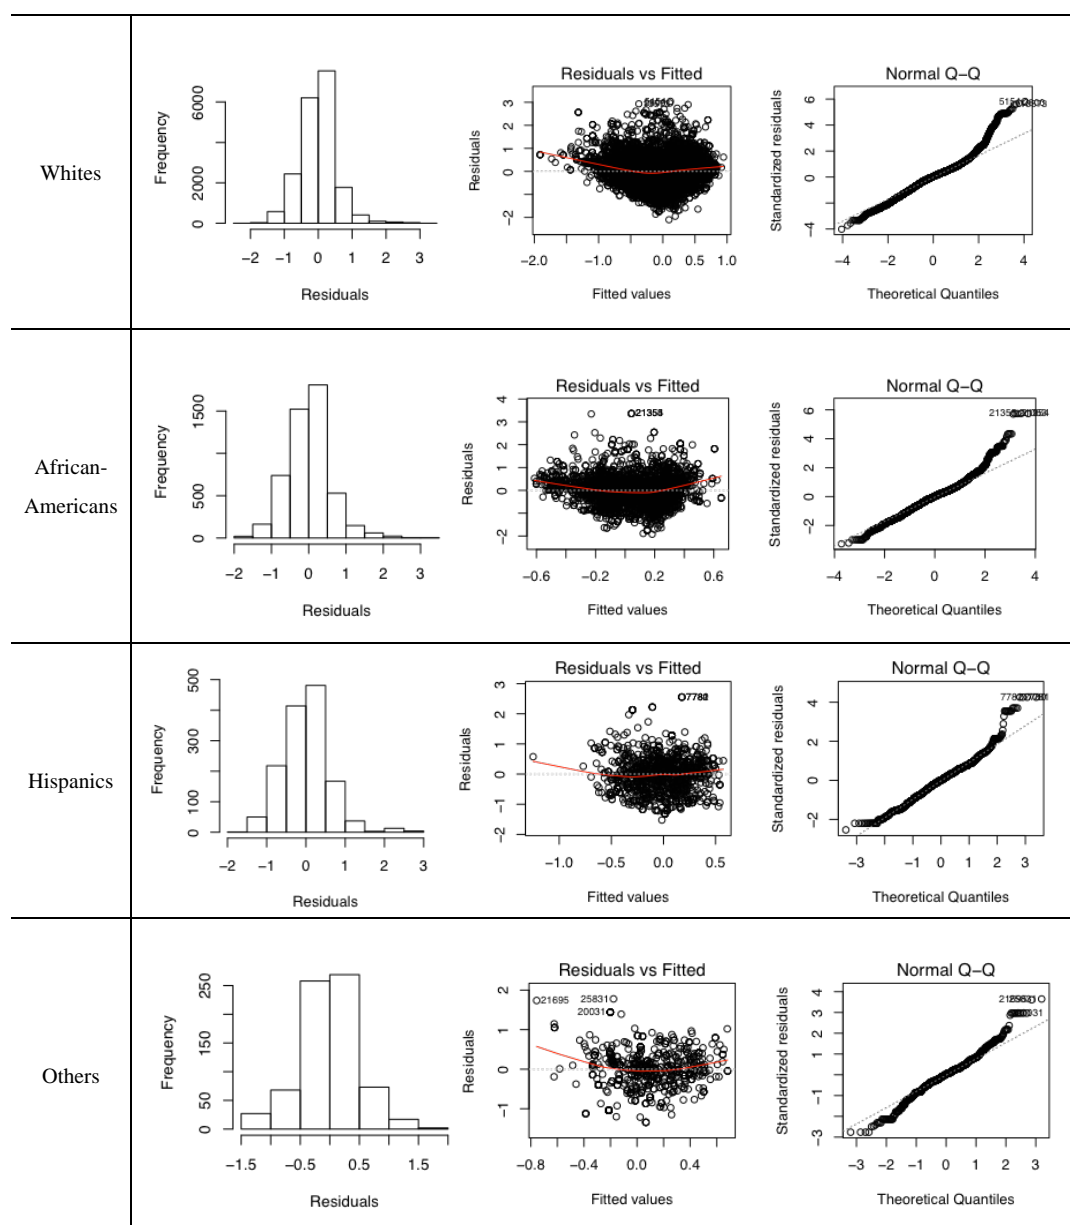 Whites
Frequency
0 2000 6000
−2 −1 0 1 2 3
Residuals
Residuals vs Fitted
Residuals
−2 0 1 2 3
−2.0 −1.0 0.0 0.5 1.0
Fitted values
Normal Q−Q
Standardized residuals
−4 0 2 4 6
−4 −2 0 2 4
Theoretical Quantiles
African-
Americans
Frequency
0 500 1500
−2 −1 0 1 2 3
Residuals
Residuals vs Fitted
Residuals
−2 0 1 2 3 4
−0.6 −0.2 0.2 0.6
Fitted values
Normal Q−Q
Standardized residuals
−2 0 2 4 6
−4 −2 0 2 4
Theoretical Quantiles
Hispanics
Frequency
0 100 300 500
−2 −1 0 1 2 3
Residuals
Residuals vs Fitted
Residuals
−2 −1 0 1 2 3
−1.0 −0.5 0.0 0.5
Fitted values
Normal Q−Q
Standardized residuals
−2 0 2 4
−3 −1 0 1 2 3
Theoretical Quantiles
Others
Frequency
0 50 150 250
−1.5 −0.5 0.5 1.5
Residuals
Residuals vs Fitted
21695
25831
20031
Residuals
−1 0 1 2
−0.8 −0.4 0.0 0.4
Fitted values
Normal Q−Q
Standardized residuals
−3 −1 1 2 3 4
−3 −2 −1 0 1 2 3
Theoretical Quantiles